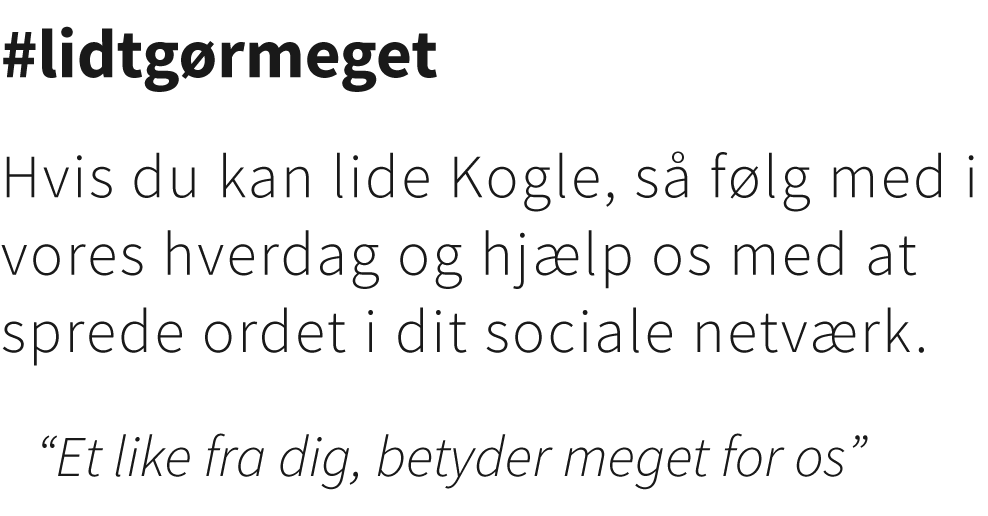 #lidtgørmeget
Hvis du kan lide Kogle, så følg med i
vores hverdag og hjælp os med at
sprede ordet i dit sociale netværk.
“Et like fra dig, betyder meget for os”